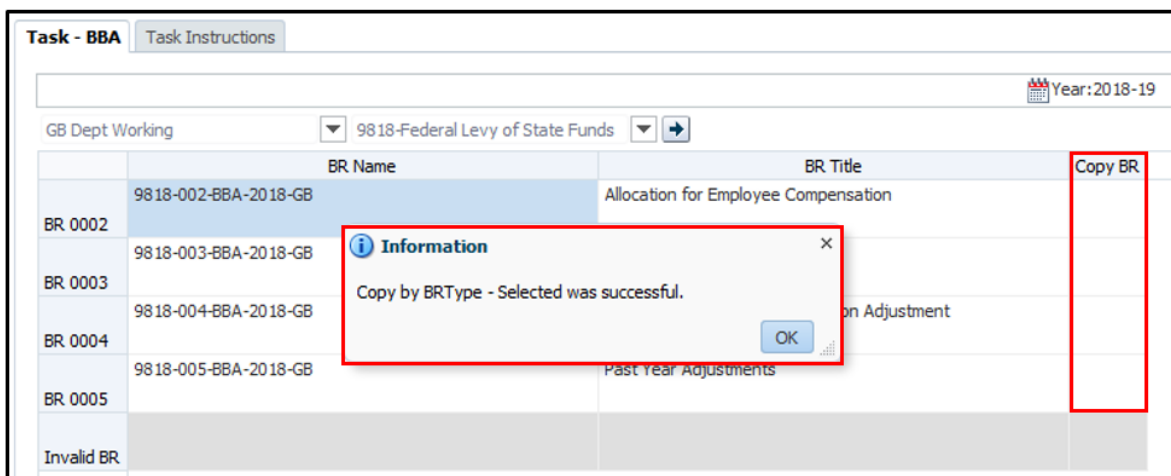 Task - BBA Task Instructions
Year:2018-19
GB Dept Working 9818-Federal Levy of State Funds
BR Name BR Title Copy BR
BR 0002 9818-002-BBA-2018-GB Allocation for Employee Compensation
Information
BR 0003 9818-003-BBA-2018-GB
Copy by BRType - Selected was successful.
BR 0004 9818-004-BBA-2018-GB on Adjustment
OK
BR 0005 9818-005-BBA-2018-GB Past Year Adjustments
Invalid BR